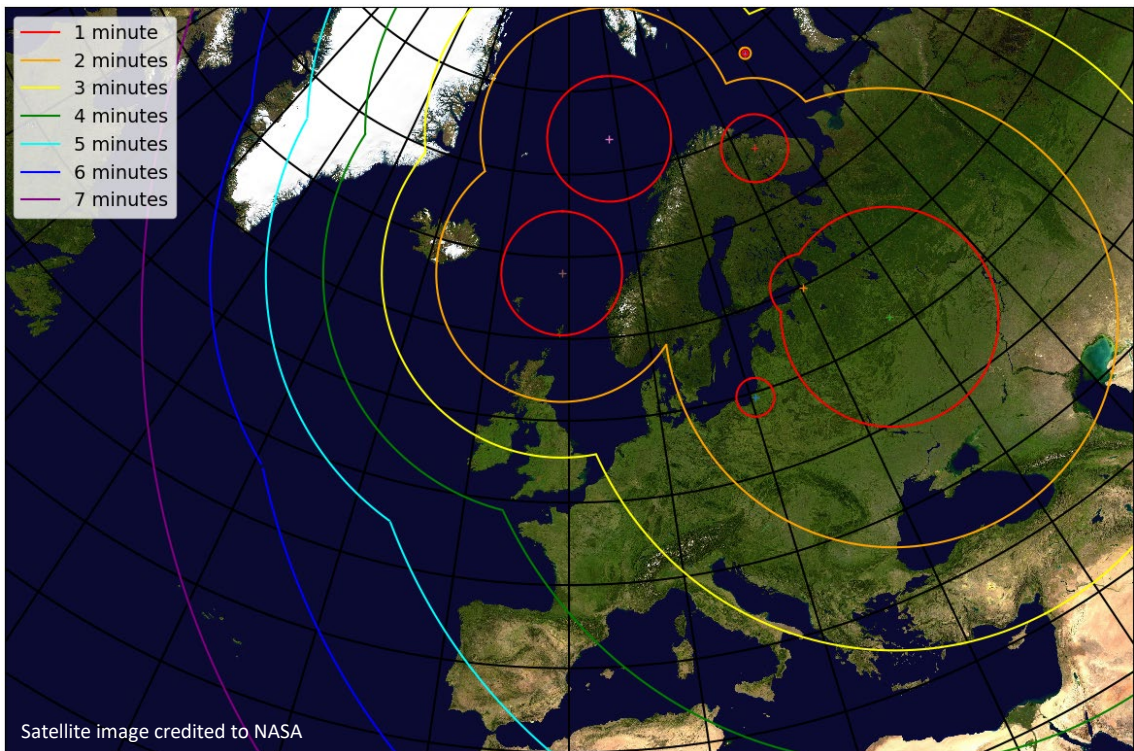 1 minute
2 minutes
3 minutes
4 minutes
5 minutes
6 minutes
7 minutes
Satellite image credited to NASA